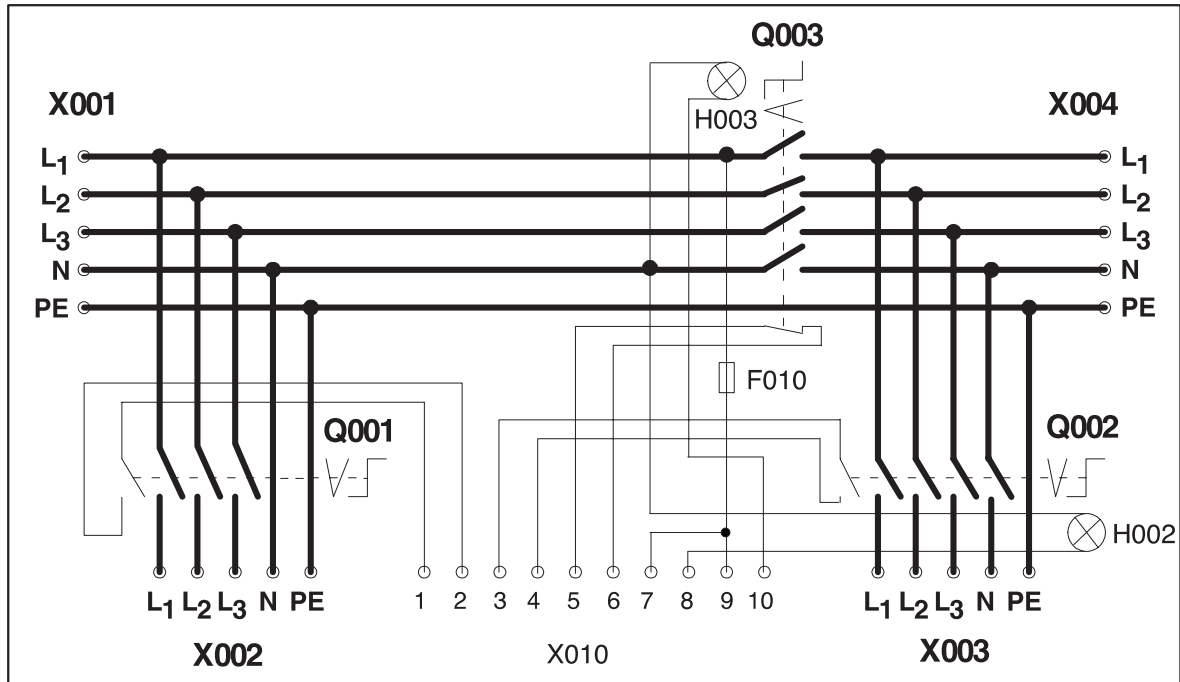 Q003
X001
H003
X004
L1 L1
L2 L2
L3 L3
N N
PE PE
F010
Q001
Q002
H002
1 2 3 4 5 6 7 8 9 10
L1 L2 L3 N PE
L1 L2 L3 N PE
X002
X010
X003